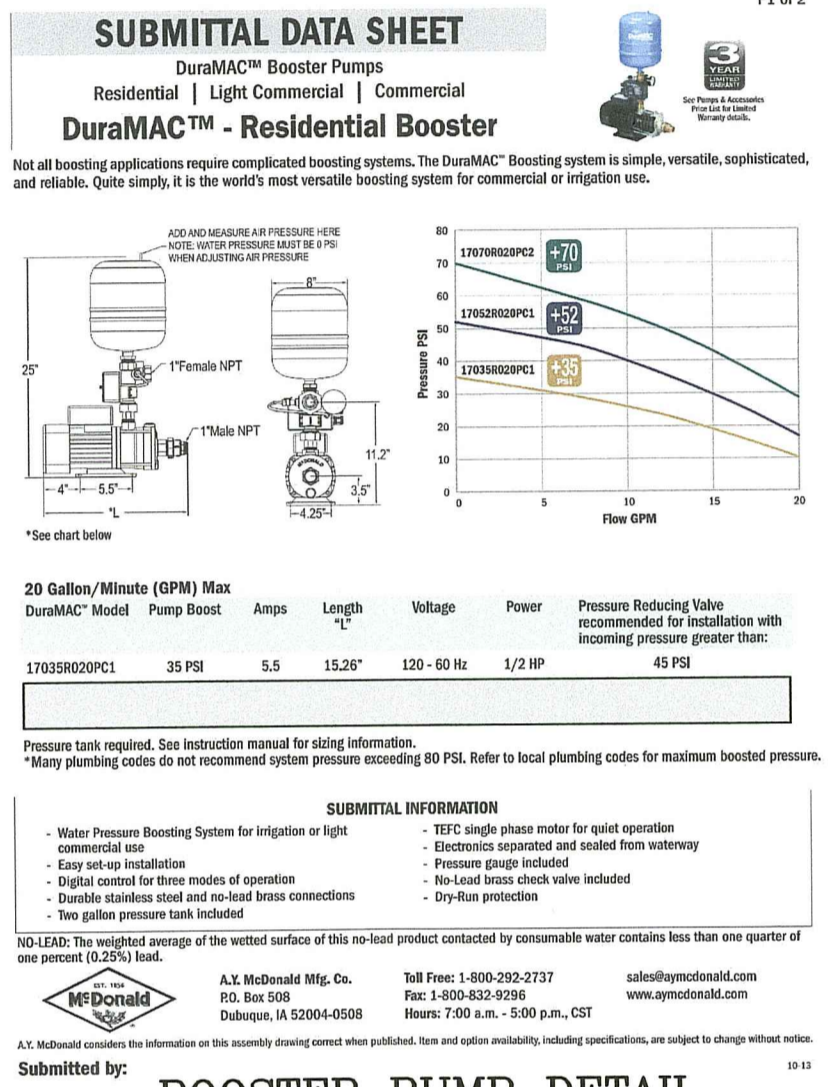 SUBMITTAL DATA SHEET
DuraMAC™ Booster Pumps
Residential | Light Commercial | Commercial
DuraMAC™ - Residential Booster
3
YEAR
LIMITED
WARRANTY
See Pumps & Accessories
Price List for Limited
Warranty details.
Not all boosting applications require complicated boosting systems. The DuraMAC™ Boosting system is simple, versatile, sophisticated,
and reliable. Quite simply, it is the world's most versatile boosting system for commercial or irrigation use.
ADD AND MEASURE AIR PRESSURE HERE
NOTE: WATER PRESSURE MUST BE 0 PSI
WHEN ADJUSTING AIR PRESSURE
8"
25"
1"Female NPT
1"Male NPT
11.2"
3.5"
4"
5.5"
*L
4.25"
*See chart below
Pressure PSI
80
70
60
50
40
30
20
10
0
17070R020PC2
+70
PSI
17052R020PC1
+52
PSI
17035R020PC1
+35
PSI
0 5 10 15 20
Flow GPM
20 Gallon/Minute (GPM) Max
DuraMAC™ Model Pump Boost Amps Length Voltage Power Pressure Reducing Valve
"L" recommended for installation with
incoming pressure greater than:
17035R020PC1 35 PSI 5.5 15.26" 120 - 60 Hz 1/2 HP 45 PSI
Pressure tank required. See instruction manual for sizing information.
*Many plumbing codes do not recommend system pressure exceeding 80 PSI. Refer to local plumbing codes for maximum boosted pressure.
SUBMITTAL INFORMATION
- Water Pressure Boosting System for irrigation or light
commercial use
- Easy set-up installation
- Digital control for three modes of operation
- Durable stainless steel and no-lead brass connections
- Two gallon pressure tank included
- TEFC single phase motor for quiet operation
- Electronics separated and sealed from waterway
- Pressure gauge included
- No-Lead brass check valve included
- Dry-Run protection
NO-LEAD: The weighted average of the wetted surface of this no-lead product contacted by consumable water contains less than one quarter of
one percent (0.25%) lead.
EST. 1856
McDonald
A.Y. McDonald Mfg. Co.
P.O. Box 508
Dubuque, IA 52004-0508
Toll Free: 1-800-292-2737
Fax: 1-800-832-9296
Hours: 7:00 a.m. - 5:00 p.m., CST
sales@aymcdonald.com
www.aymcdonald.com
A.Y. McDonald considers the information on this assembly drawing correct when published. Item and option availability, including specifications, are subject to change without notice.
Submitted by:
10-13
BOOSTER PUMP DETAIL